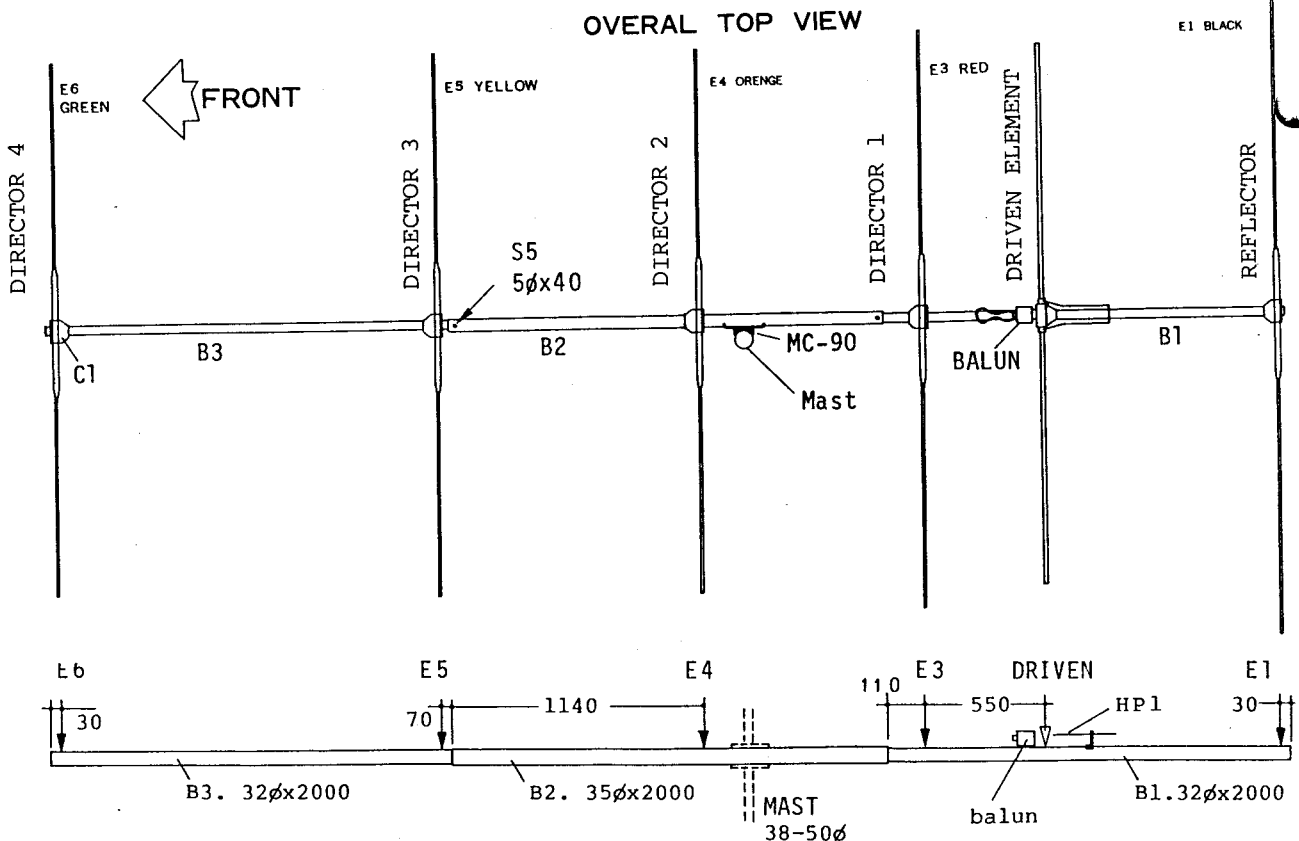 OVERAL TOP VIEW
E1 BLACK
E6
GREEN
FRONT
E5 YELLOW
E4 ORENGE
E3 RED
DIRECTOR 4
DIRECTOR 3
DIRECTOR 2
DIRECTOR 1
DRIVEN ELEMENT
REFLECTOR
S5
5øx40
B3
C1
B2
MC-90
Mast
BALUN
B1
E6
E5
E4
E3
DRIVEN
E1
30
70
1140
110
550
HP1
30
B3. 32øx2000
B2. 35øx2000
MAST
38-50ø
balun
B1.32øx2000